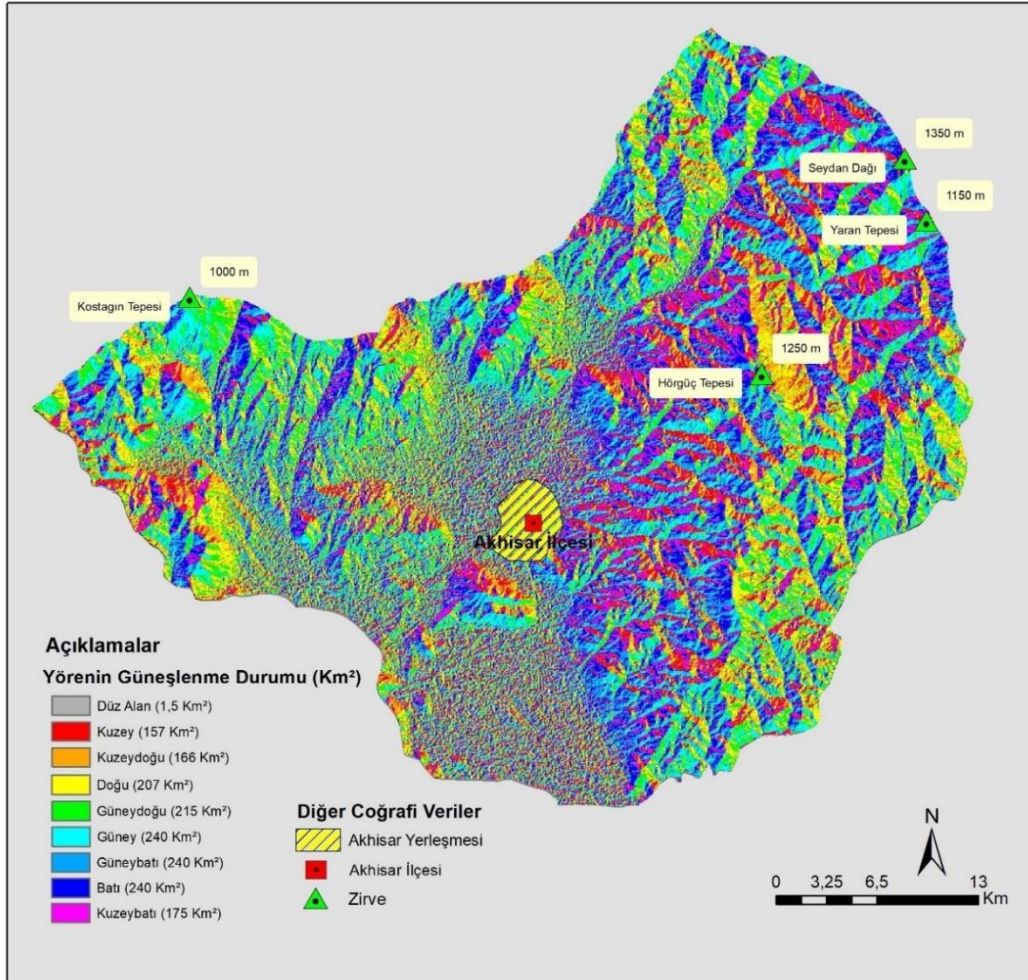 1350 m
Seydan Dağı
1150 m
Yaran Tepesi
1000 m
Kostagın Tepesi
1250 m
Hörgüç Tepesi
Akhisar İlçesi
Açıklamalar
Yörenin Güneşlenme Durumu (Km²)
Düz Alan (1,5 Km²)
Kuzey (157 Km²)
Kuzeydoğu (166 Km²)
Doğu (207 Km²)
Güneydoğu (215 Km²)
Güney (240 Km²)
Güneybatı (240 Km²)
Batı (240 Km²)
Kuzeybatı (175 Km²)
Diğer Coğrafi Veriler
Akhisar Yerleşmesi
Akhisar İlçesi
Zirve
N
0 3,25 6,5 13
Km